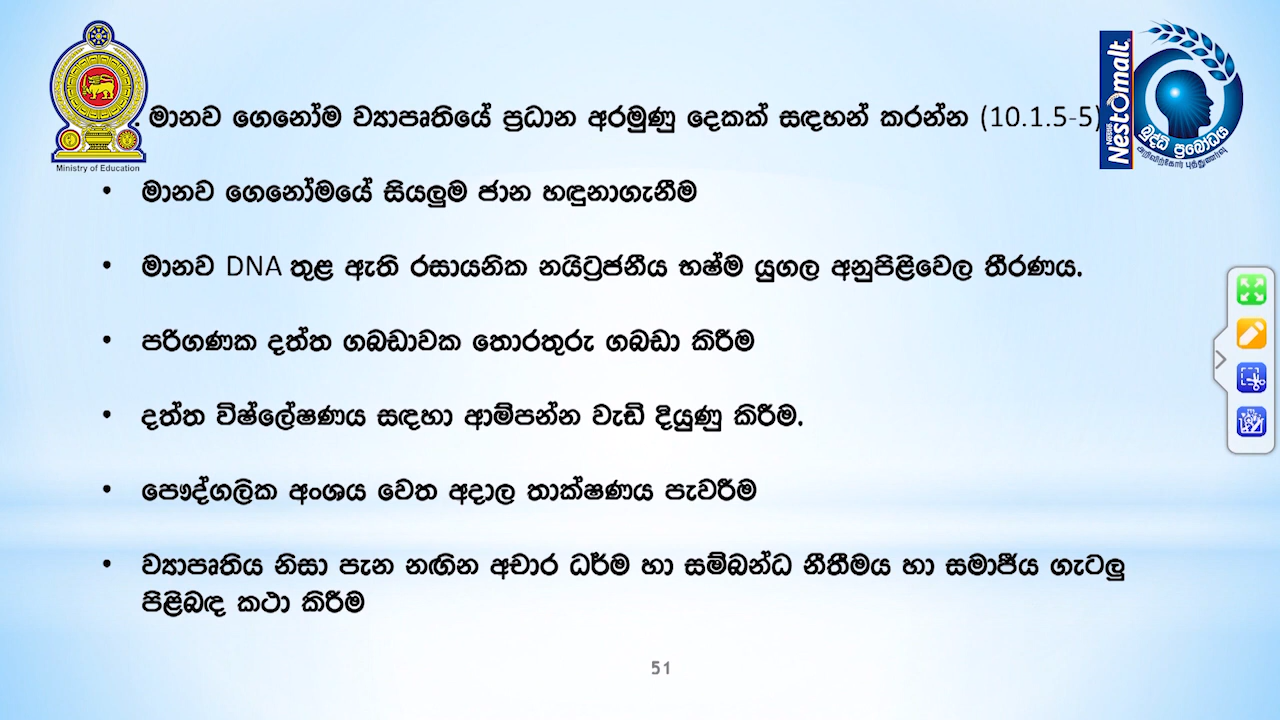 මානව ගෙනෝම ව්‍යාපෘතියේ ප්‍රධාන අරමුණු දෙකක් සඳහන් කරන්න (10.1.5-5)
Ministry of Education
Nestomalt
බුද්ධි ප්‍රබෝධය
• මානව ගෙනෝමයේ සියලුම ජාන හඳුනාගැනීම
• මානව DNA තුළ ඇති රසායනික නයිට්‍රජනීය භෂ්ම යුගල අනුපිළිවෙල තීරණය.
• පරිගණක දත්ත ගබඩාවක තොරතුරු ගබඩා කිරීම
• දත්ත විෂ්ලේෂණය සඳහා ආම්පන්න වැඩි දියුණු කිරීම.
• පෞද්ගලික අංශය වෙත අදාල තාක්ෂණය පැවරීම
• ව්‍යාපෘතිය නිසා පැන නඟින අචාර ධර්ම හා සම්බන්ධ නීතීමය හා සමාජීය ගැටලු
පිළිබඳ කථා කිරීම
51